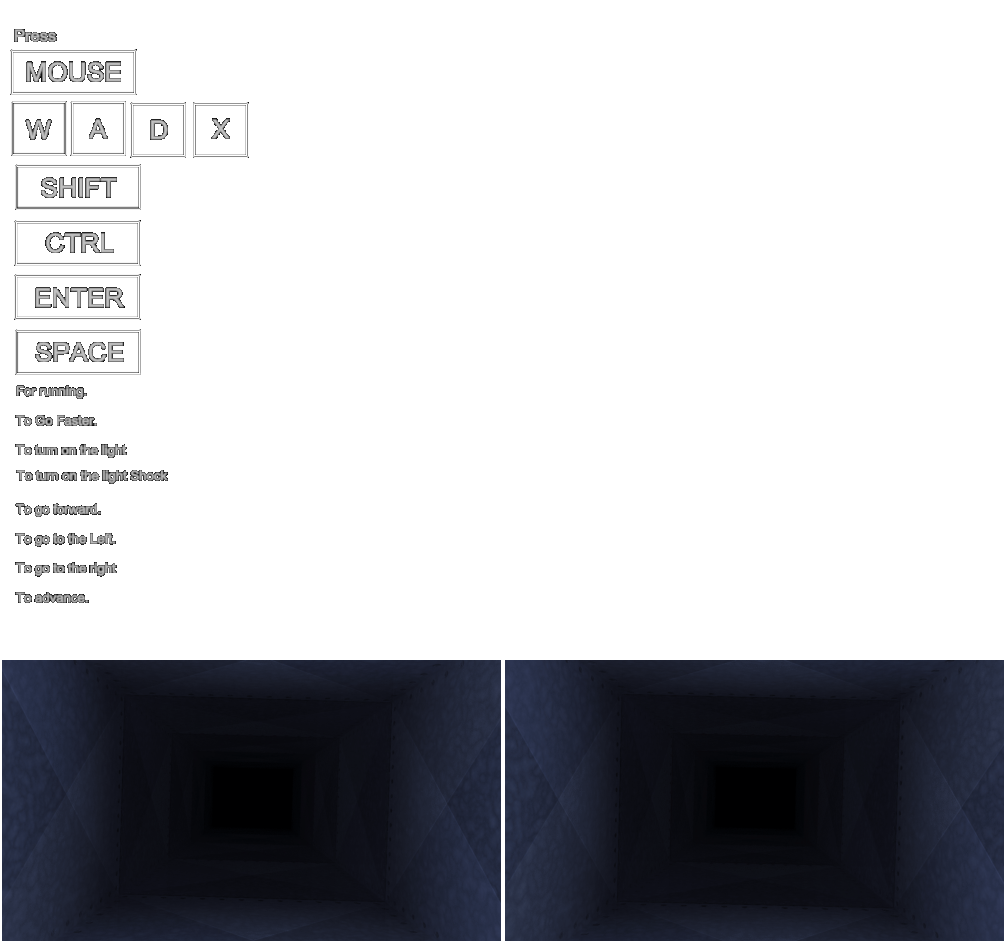 Press
MOUSE
W A D X
SHIFT
CTRL
ENTER
SPACE
For running.
To Go Faster.
To turn on the light
To turn on the light Shock
To go forward.
To go to the Left.
To go to the right
To advance.